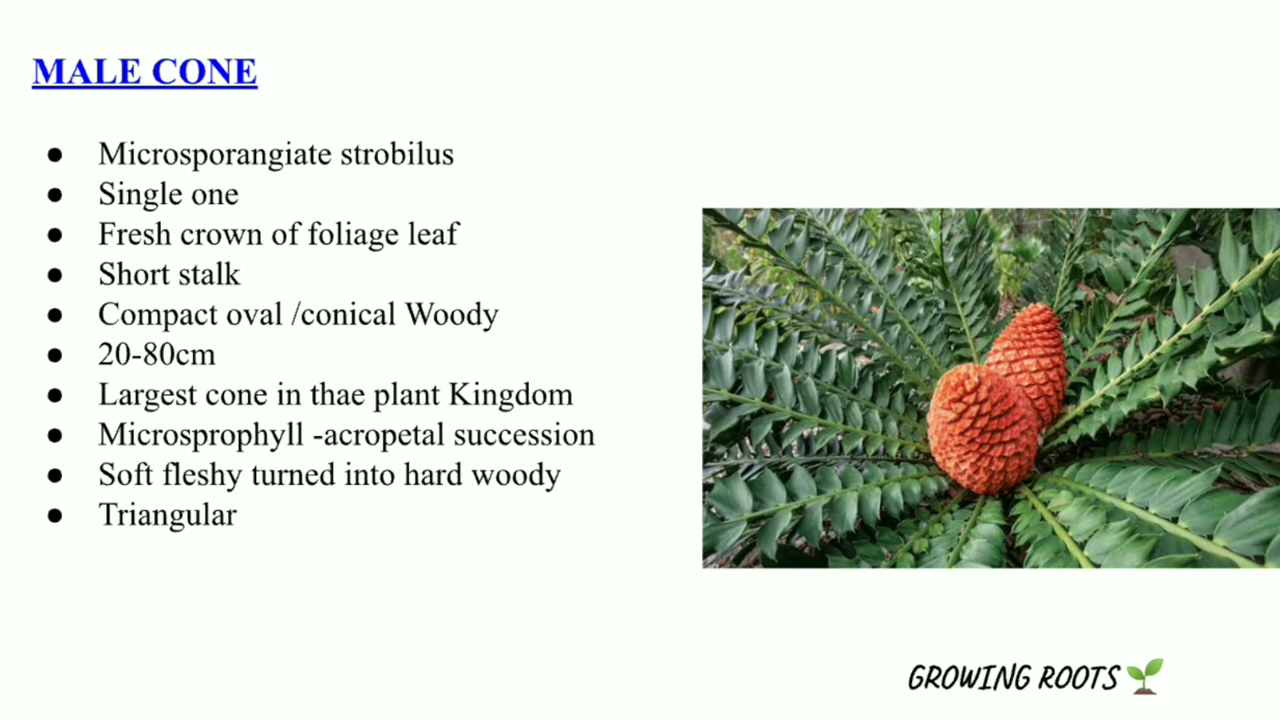 MALE CONE
● Microsporangiate strobilus
● Single one
● Fresh crown of foliage leaf
● Short stalk
● Compact oval /conical Woody
● 20-80cm
● Largest cone in thae plant Kingdom
● Microsprophyll -acropetal succession
● Soft fleshy turned into hard woody
● Triangular
GROWING ROOTS 🌱